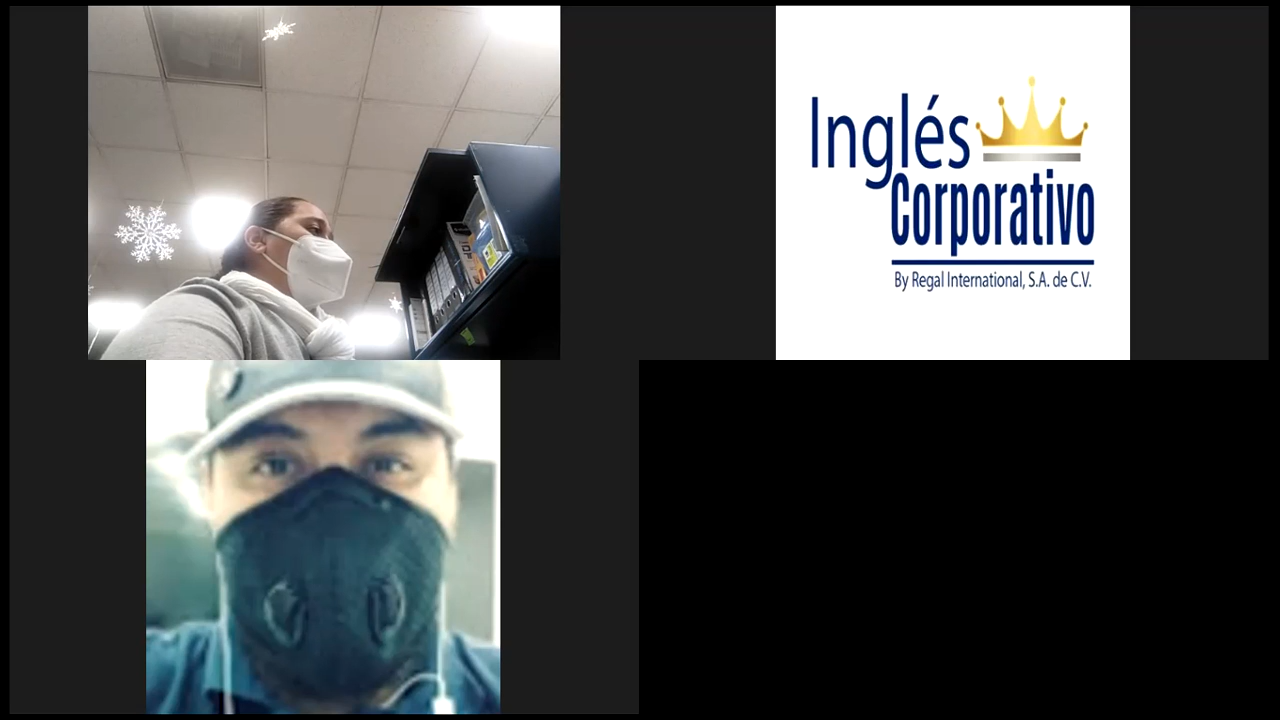 Inglés
Corporativo
By Regal International, S.A. de C.V.